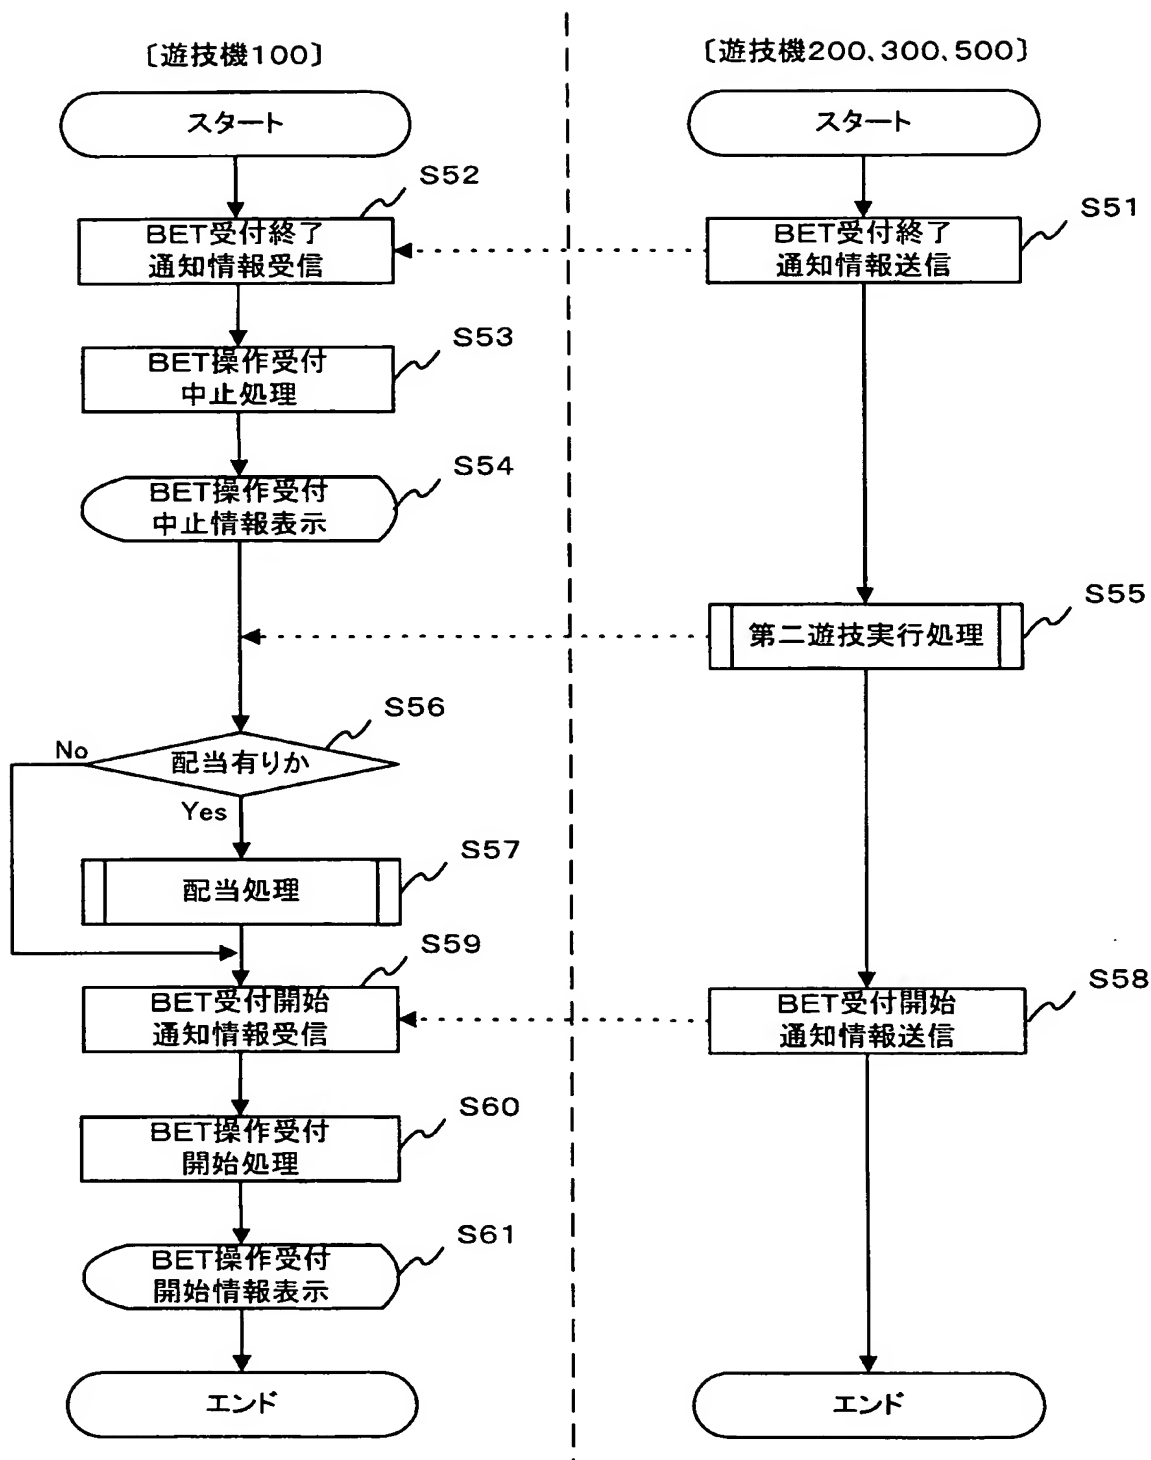 〔遊技機100〕
〔遊技機200、300、500〕
スタート
スタート
S52
BET受付終了
通知情報受信
S51
BET受付終了
通知情報送信
S53
BET操作受付
中止処理
S54
BET操作受付
中止情報表示
S55
第二遊技実行処理
S56
配当有りか
No
Yes
S57
配当処理
S59
BET受付開始
通知情報受信
S58
BET受付開始
通知情報送信
S60
BET操作受付
開始処理
S61
BET操作受付
開始情報表示
エンド
エンド